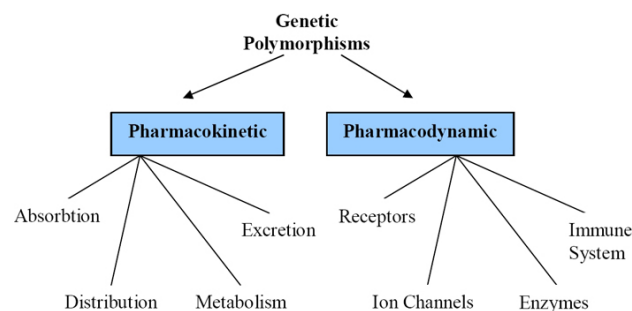 Genetic
Polymorphisms
Pharmacokinetic
Pharmacodynamic
Absorbtion
Excretion
Distribution
Metabolism
Receptors
Immune
System
Ion Channels
Enzymes